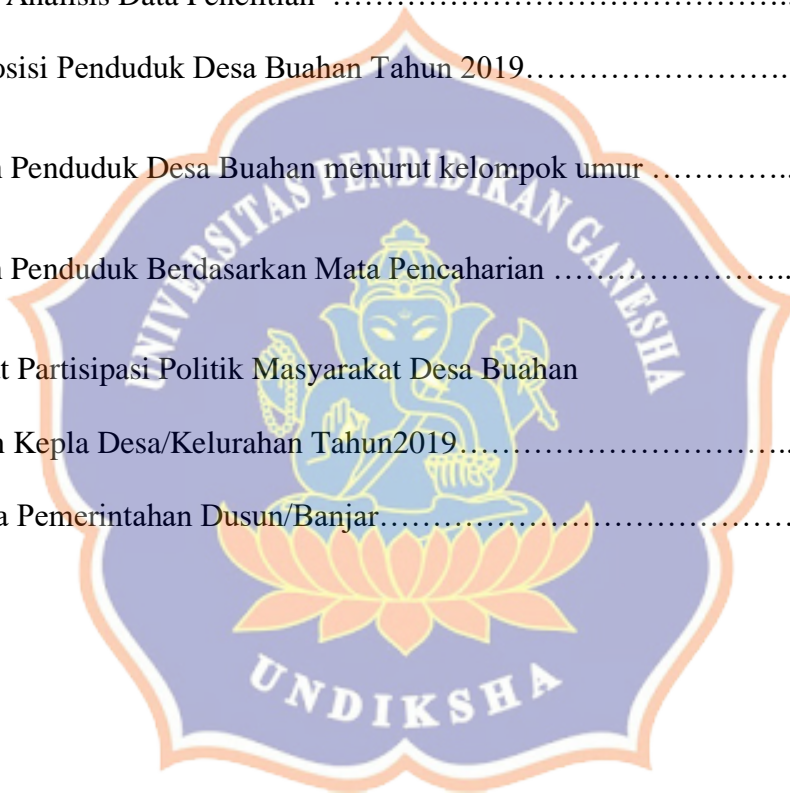 Analisis Data Penelitian ……………………………………..
osisi Penduduk Desa Buahan Tahun 2019…………………….
n Penduduk Desa Buahan menurut kelompok umur …………..
n Penduduk Berdasarkan Mata Pencaharian …………………..
t Partisipasi Politik Masyarakat Desa Buahan
n Kepla Desa/Kelurahan Tahun2019…………………………..
a Pemerintahan Dusun/Banjar…………………………………
UNIVERSITAS PENDIDIKAN GANESHA
UNDIKSHA